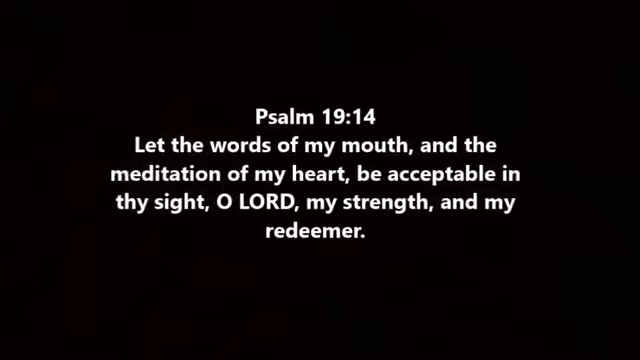 Psalm 19:14
Let the words of my mouth, and the
meditation of my heart, be acceptable in
thy sight, O LORD, my strength, and my
redeemer.